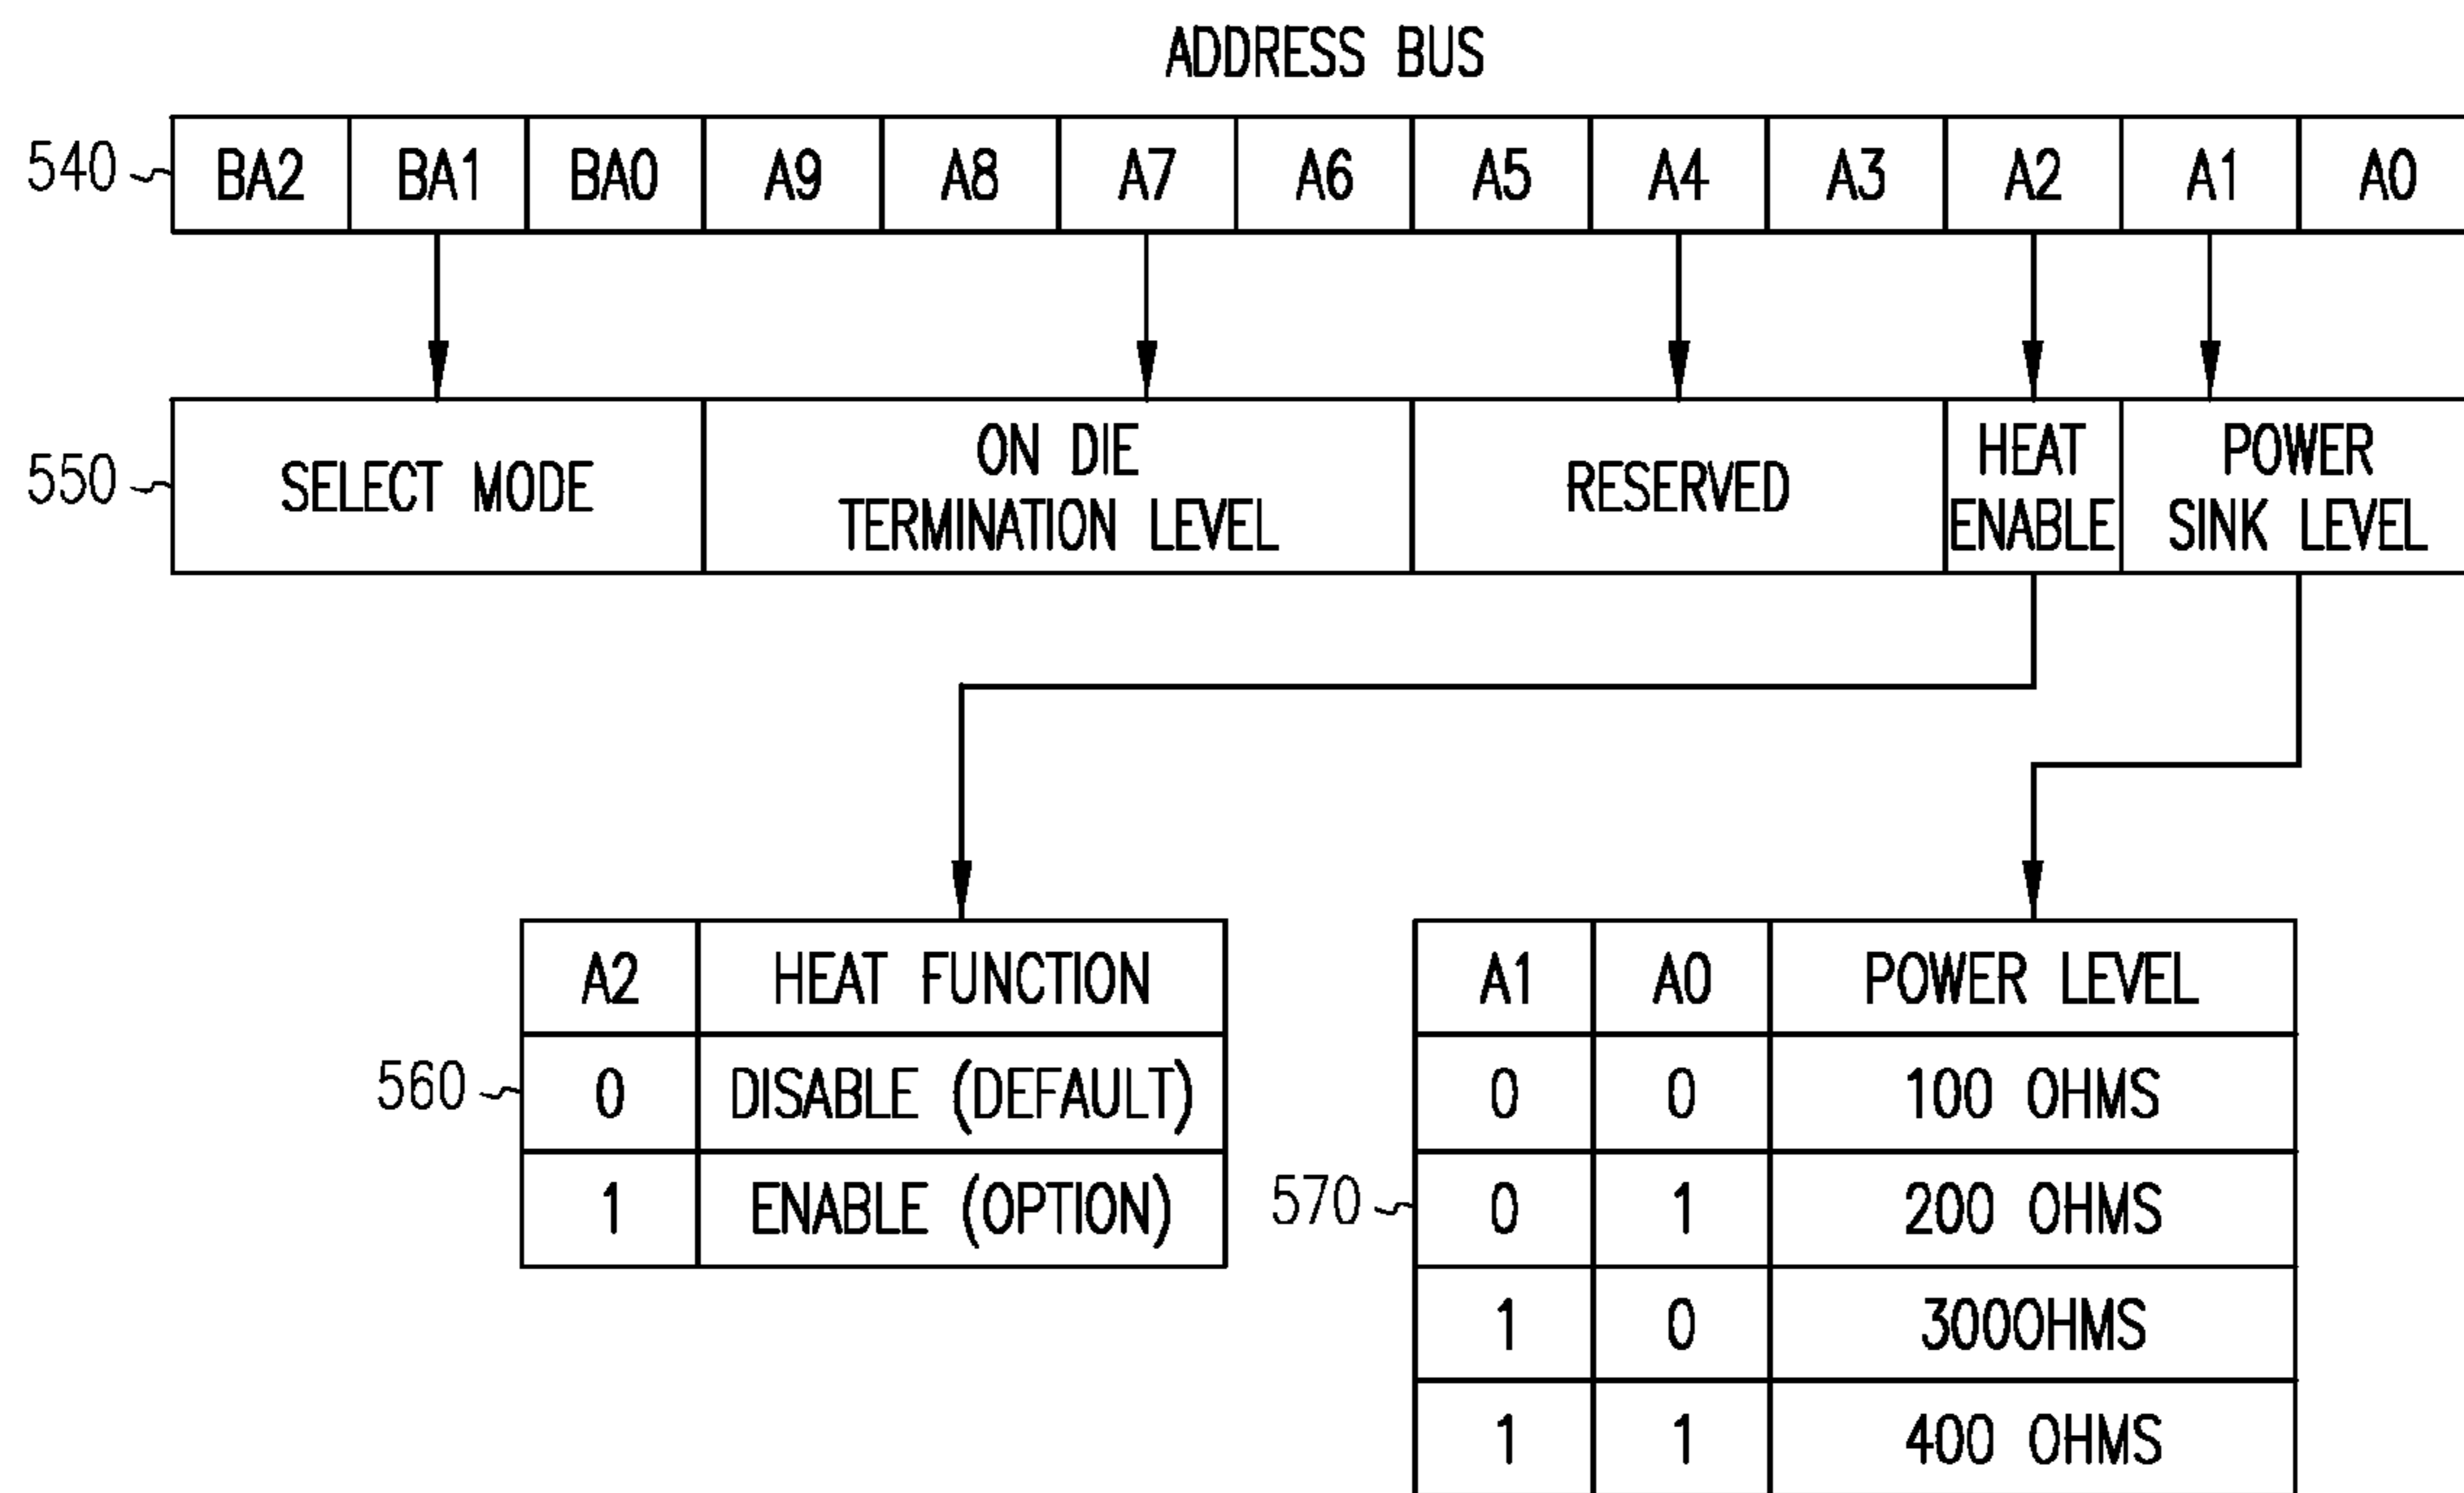 ADDRESS BUS
540 BA2 BA1 BA0 A9 A8 A7 A6 A5 A4 A3 A2 A1 A0
550 SELECT MODE ON DIE TERMINATION LEVEL RESERVED HEAT ENABLE POWER SINK LEVEL
A2 HEAT FUNCTION
560 0 DISABLE (DEFAULT)
1 ENABLE (OPTION)
A1 A0 POWER LEVEL
0 0 100 OHMS
570 0 1 200 OHMS
1 0 300OHMS
1 1 400 OHMS